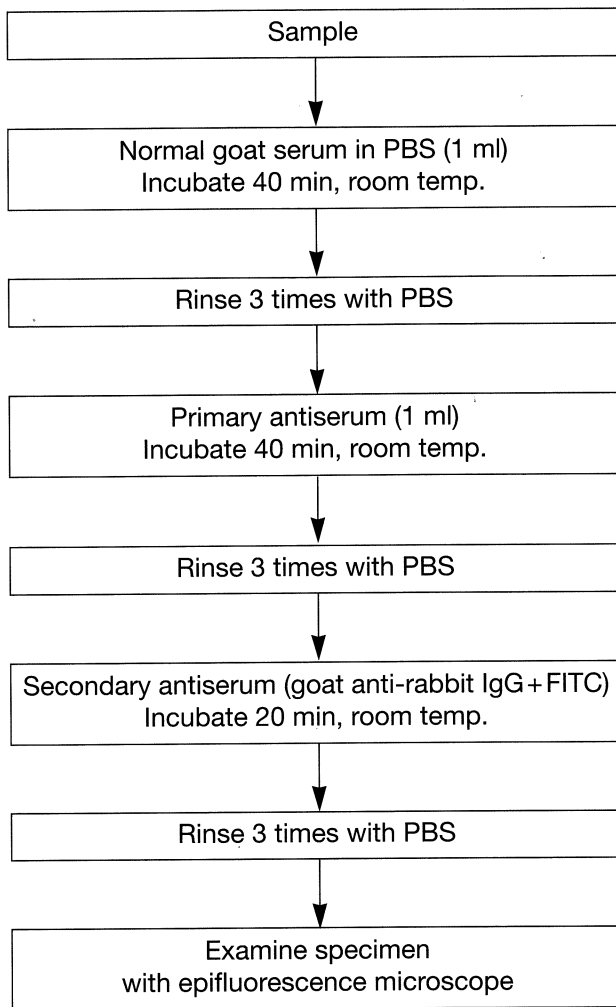 Sample
Normal goat serum in PBS (1 ml)
Incubate 40 min, room temp.
Rinse 3 times with PBS
Primary antiserum (1 ml)
Incubate 40 min, room temp.
Rinse 3 times with PBS
Secondary antiserum (goat anti-rabbit IgG+FITC)
Incubate 20 min, room temp.
Rinse 3 times with PBS
Examine specimen
with epifluorescence microscope